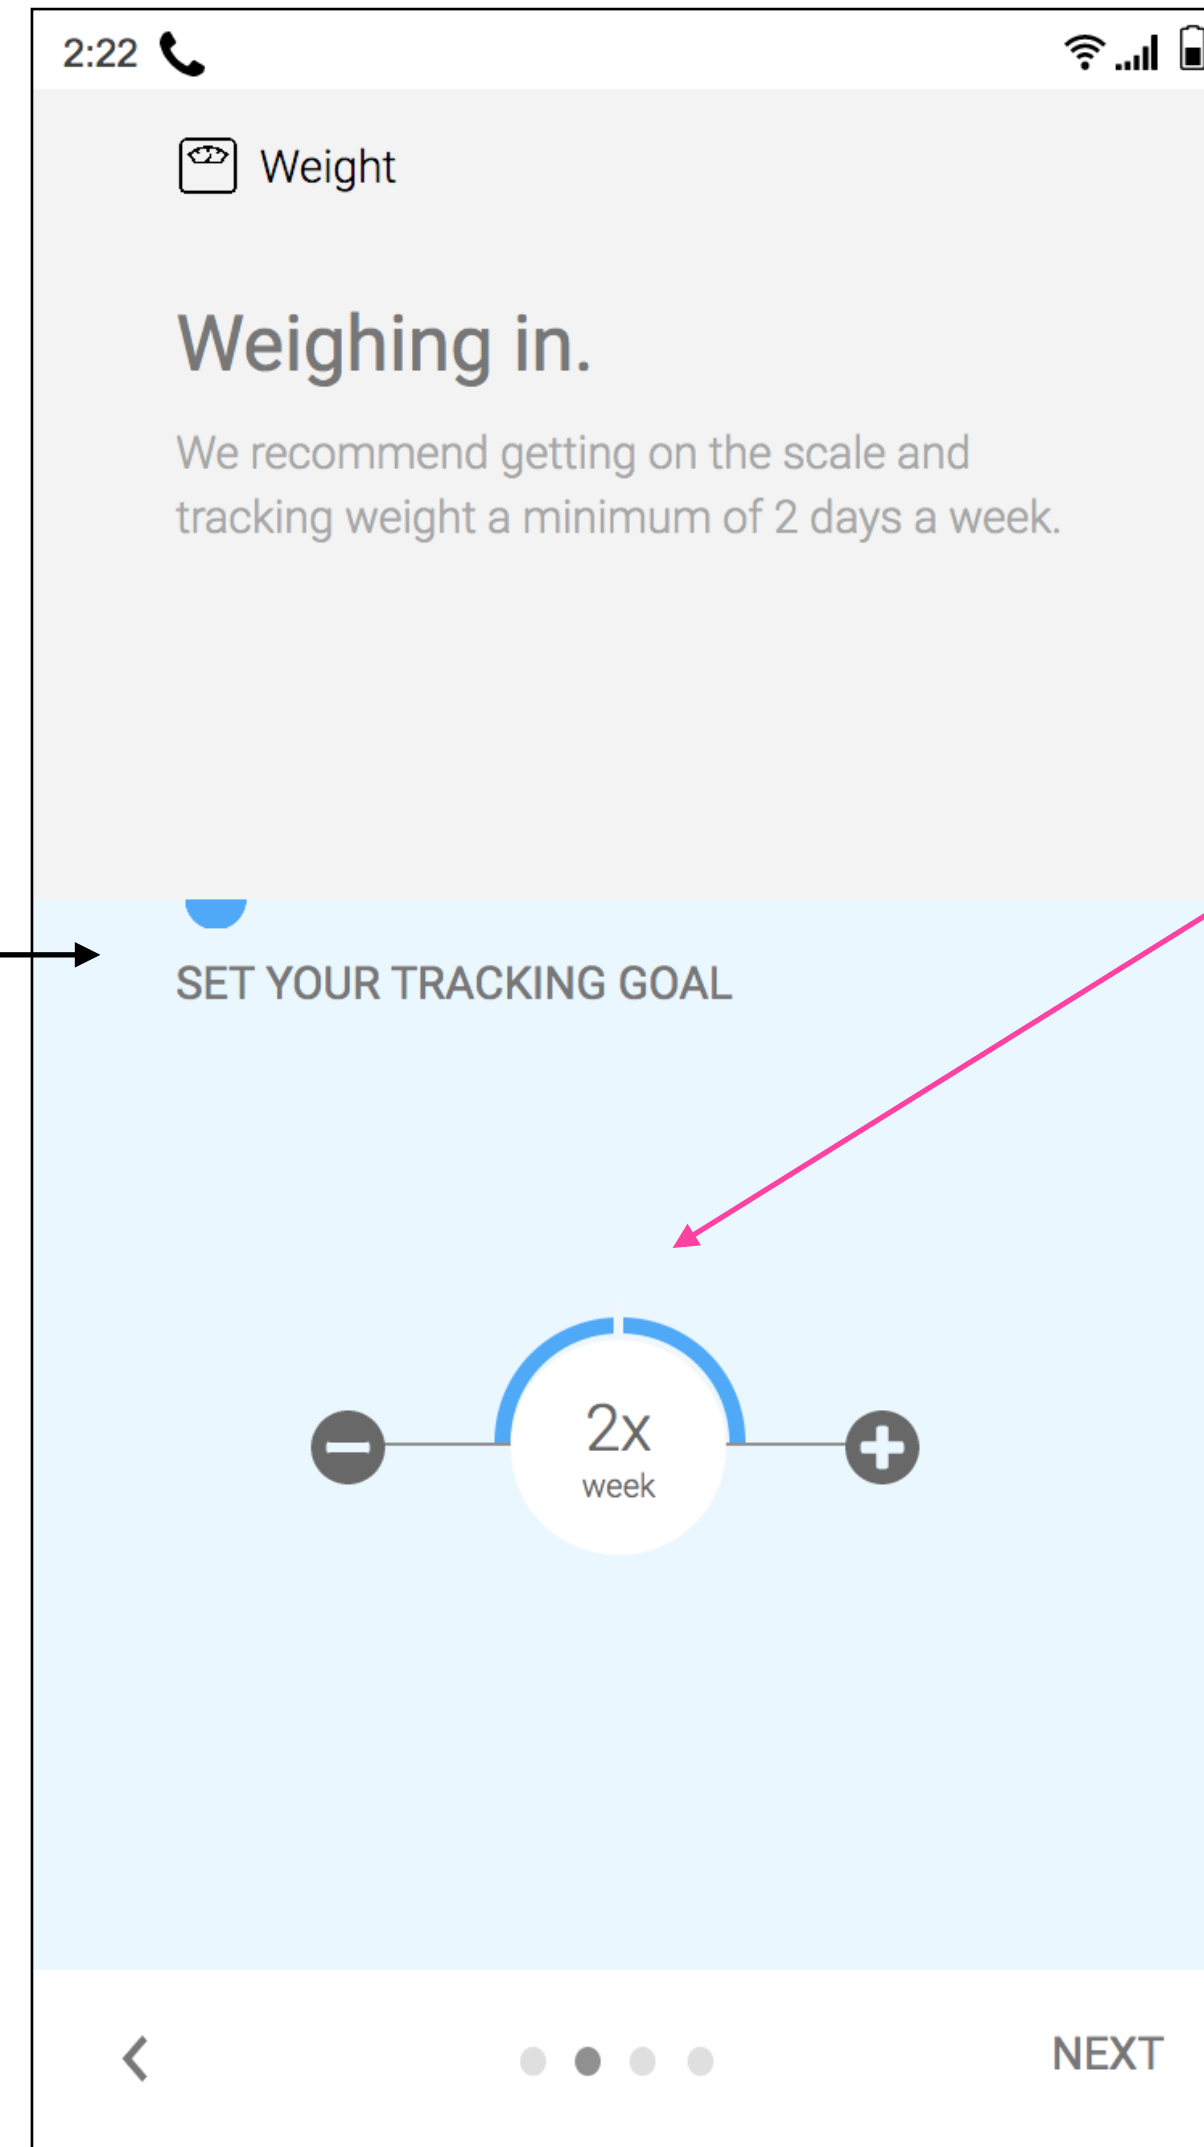 2:22
Weight
Weighing in.
We recommend getting on the scale and
tracking weight a minimum of 2 days a week.
SET YOUR TRACKING GOAL
2x
week
NEXT